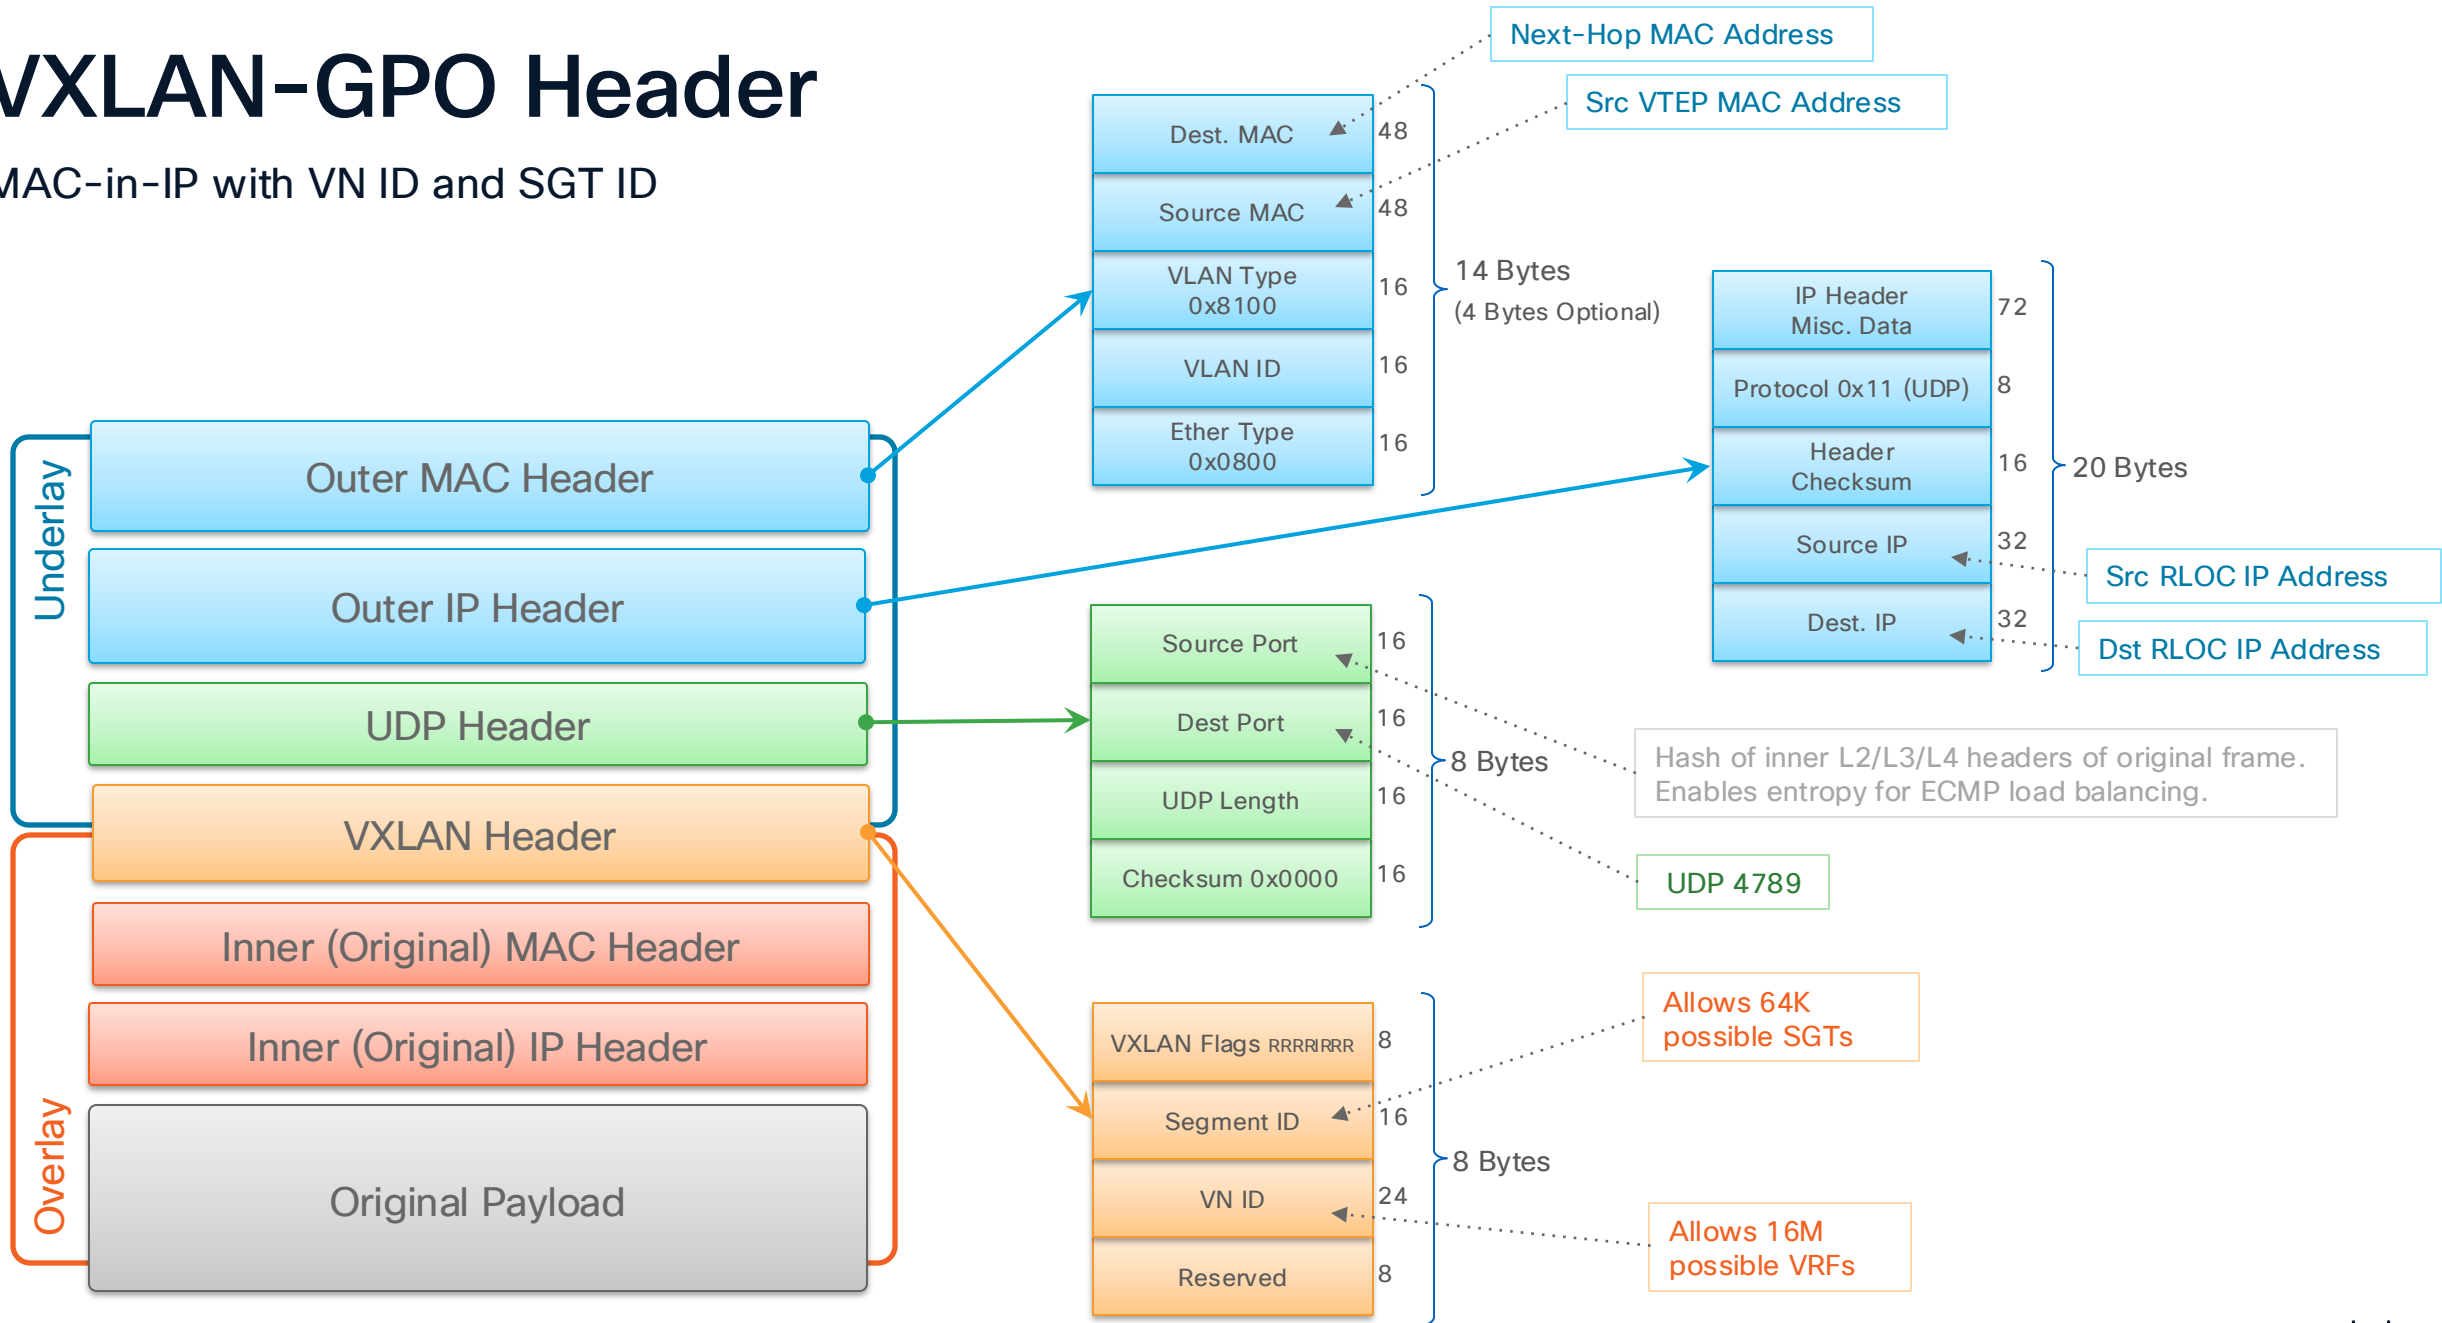 VXLAN-GPO Header
MAC-in-IP with VN ID and SGT ID
Underlay
Outer MAC Header
Outer IP Header
UDP Header
VXLAN Header
Overlay
Inner (Original) MAC Header
Inner (Original) IP Header
Original Payload
Next-Hop MAC Address
Src VTEP MAC Address
Dest. MAC
48
Source MAC
48
VLAN Type
0x8100
16
VLAN ID
16
Ether Type
0x0800
16
14 Bytes
(4 Bytes Optional)
IP Header
Misc. Data
72
Protocol 0x11 (UDP)
8
Header
Checksum
16
Source IP
32
Dest. IP
32
20 Bytes
Src RLOC IP Address
Dst RLOC IP Address
Source Port
16
Dest Port
16
UDP Length
16
Checksum 0x0000
16
8 Bytes
Hash of inner L2/L3/L4 headers of original frame.
Enables entropy for ECMP load balancing.
UDP 4789
VXLAN Flags RRRRIRRR
8
Segment ID
16
VN ID
24
Reserved
8
8 Bytes
Allows 64K
possible SGTs
Allows 16M
possible VRFs